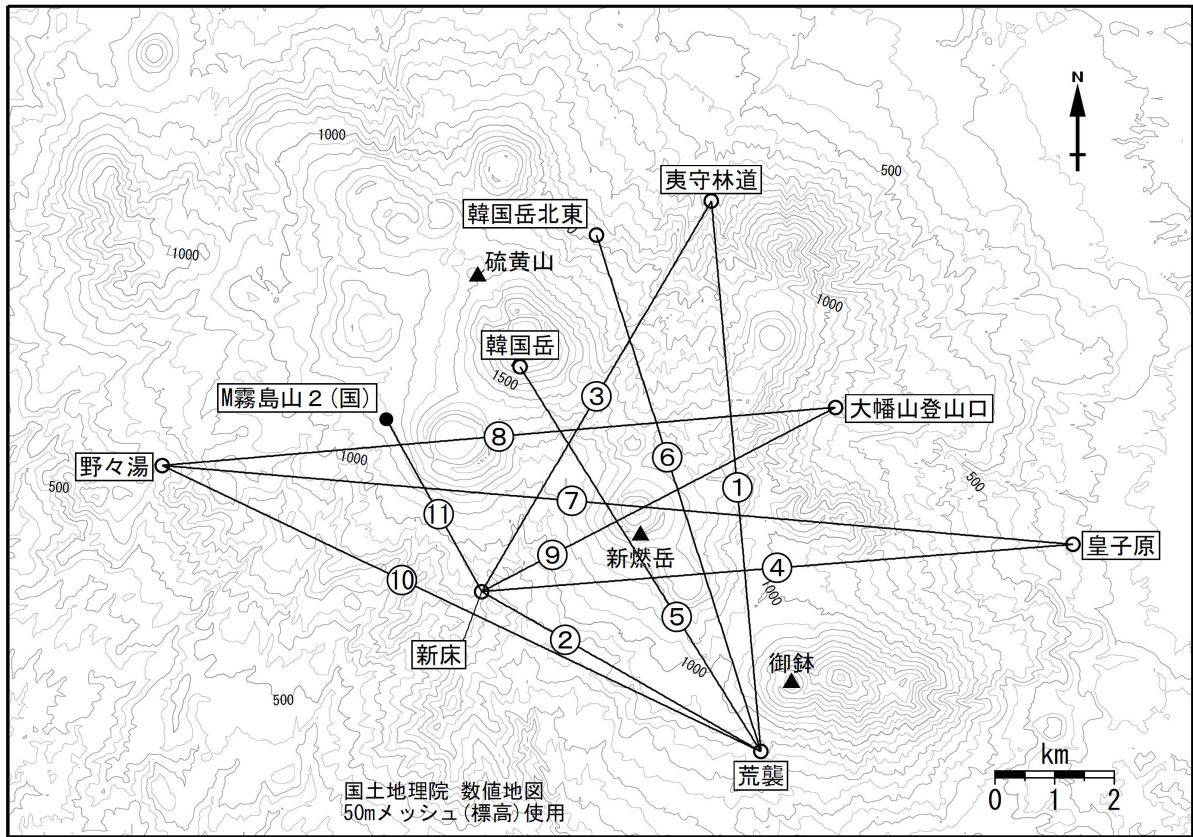 1000
N
500
夷守林道
韓国岳北東
1000
硫黄山
1000
韓国岳
1500
③
M霧島山２(国)
大幡山登山口
⑧
1000
⑥
野々湯
500
500
①
⑦
⑪
新燃岳
皇子原
⑨
④
⑩
1000
⑤
②
新床
1000
御鉢
500
km
荒襲
国土地理院 数値地図
50mメッシュ(標高)使用
0 1 2